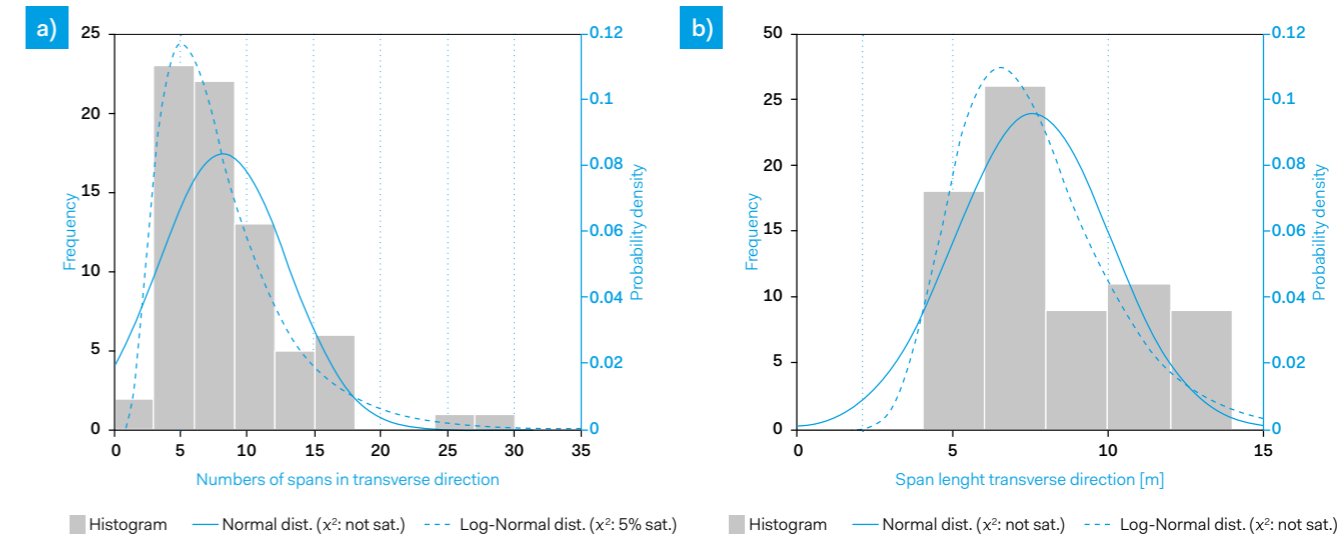 a)
25
20
15
10
5
0
Frequency
0.12
0.1
0.08
0.06
0.04
0.02
0
Probability density
0 5 10 15 20 25 30 35
Numbers of spans in transverse direction
Histogram Normal dist. (χ²: not sat.) Log-Normal dist. (χ²: 5% sat.)
b)
50
25
20
15
10
5
0
Frequency
0.12
0.1
0.08
0.06
0.04
0.02
0
Probability density
0 5 10 15
Span lenght transverse direction [m]
Histogram Normal dist. (χ²: not sat.) Log-Normal dist. (χ²: not sat.)